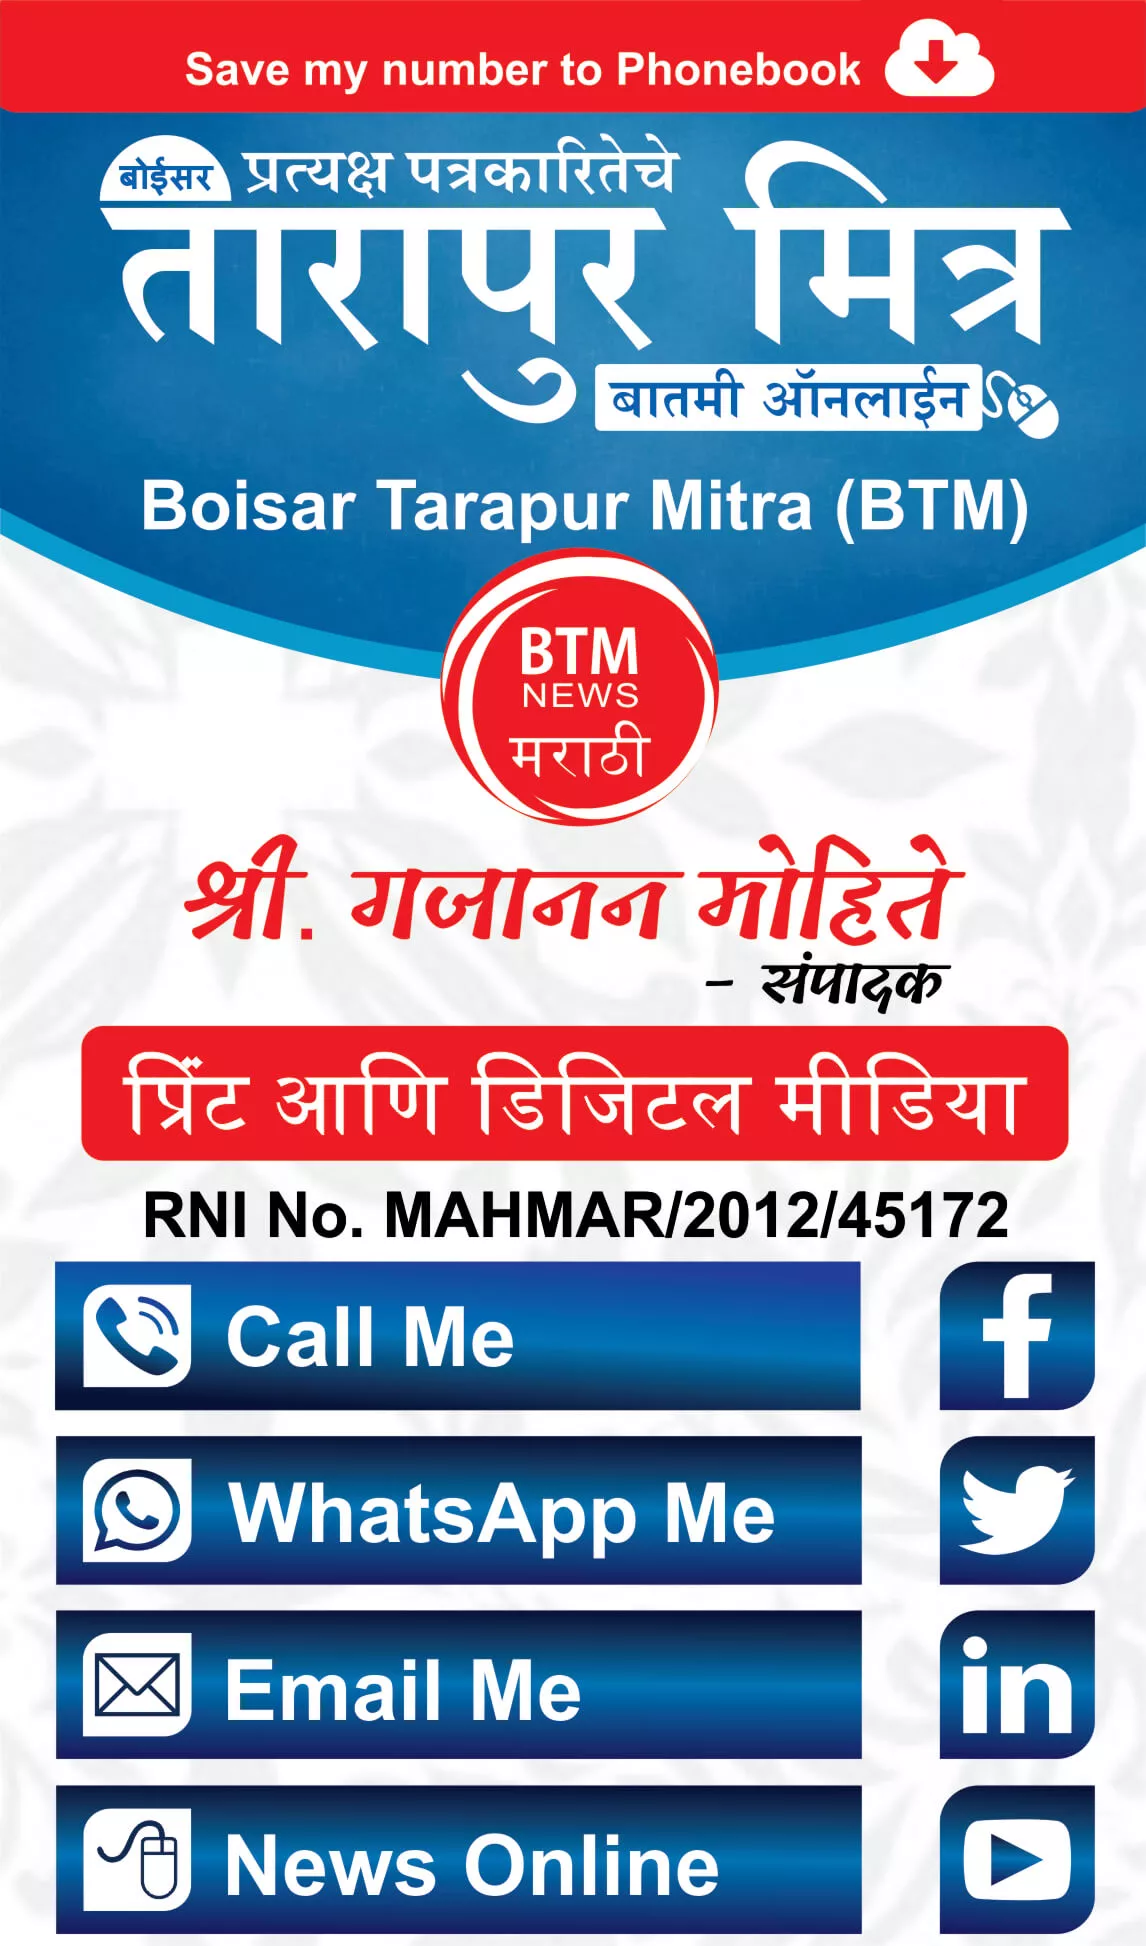 Save my number to Phonebook
बोईसर प्रत्यक्ष पत्रकारितेचे
तारापुर मित्र
बातमी ऑनलाईन
Boisar Tarapur Mitra (BTM)
BTM
NEWS
मराठी
श्री. गजानन मोहिते
- संपादक
प्रिंट आणि डिजिटल मीडिया
RNI No. MAHMAR/2012/45172
Call Me
f
WhatsApp Me
Email Me
in
News Online